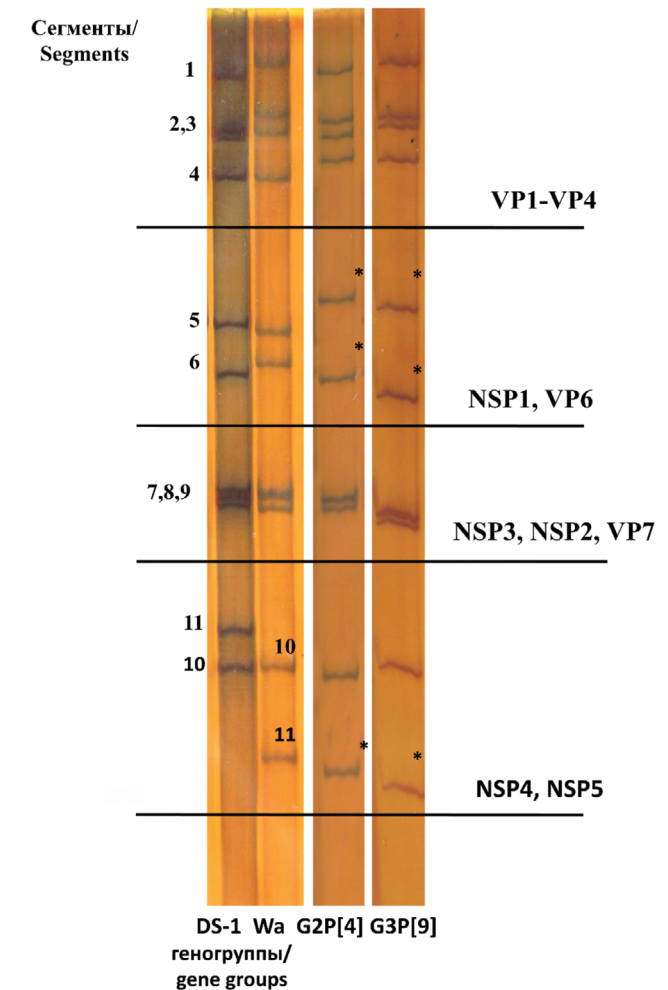 Сегменты/
Segments
1
2,3
4
VP1-VP4
*
*
5
*
6
*
NSP1, VP6
7,8,9
NSP3, NSP2, VP7
11
10
10
11
*
*
NSP4, NSP5
DS-1 Wa G2P[4] G3P[9]
геногруппы/
gene groups